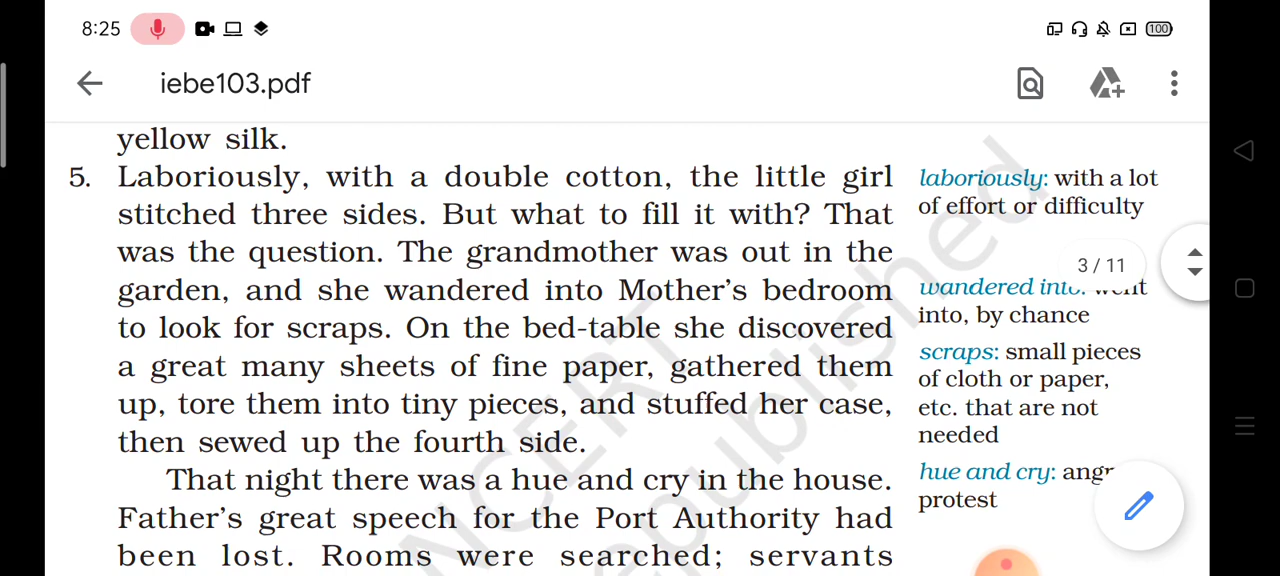 8:25
100
iebe103.pdf
yellow silk.
5. Laboriously, with a double cotton, the little girl
stitched three sides. But what to fill it with? That
was the question. The grandmother was out in the
garden, and she wandered into Mother's bedroom
to look for scraps. On the bed-table she discovered
a great many sheets of fine paper, gathered them
up, tore them into tiny pieces, and stuffed her case,
then sewed up the fourth side.
That night there was a hue and cry in the house.
Father's great speech for the Port Authority had
been lost. Rooms were searched; servants
laboriously: with a lot
of effort or difficulty
3 / 11
wandered into: went
into, by chance
scraps: small pieces
of cloth or paper,
etc. that are not
needed
hue and cry:
protest
NCERT
republished